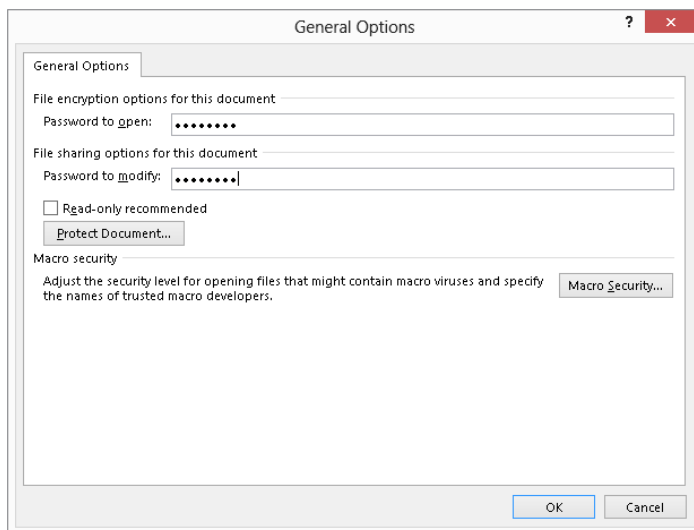 General Options
?
General Options
File encryption options for this document
Password to open: ••••••••
File sharing options for this document
Password to modify: ••••••••
Read-only recommended
Protect Document...
Macro security
Adjust the security level for opening files that might contain macro viruses and specify
the names of trusted macro developers.
Macro Security...
OK Cancel